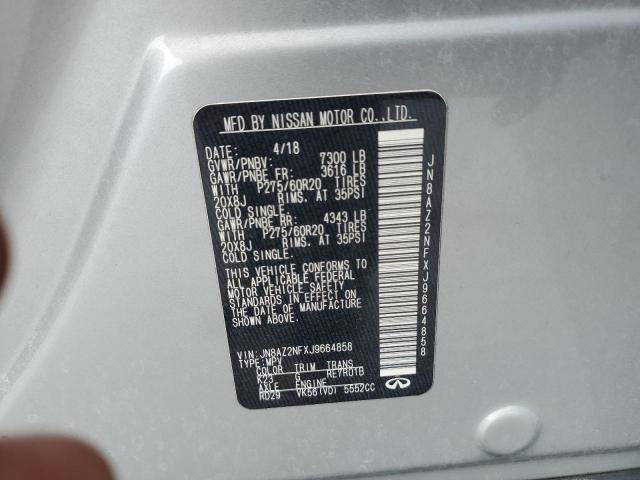 MFD BY NISSAN MOTOR CO.,LTD.
DATE: 4/18
GVWR/PNBV: 7300 LB
GAWR/PNBE FR: 3616 LB
WITH P275/60R20 TIRES
20X8J RIMS. AT 35PSI
COLD SINGLE.
GAWR/PNBE RR: 4343 LB
WITH P275/60R20 TIRES
20X8J RIMS. AT 35PSI
COLD SINGLE.
THIS VEHICLE CONFORMS TO
ALL APPLICABLE FEDERAL
MOTOR VEHICLE SAFETY
STANDARDS IN EFFECT ON
THE DATE OF MANUFACTURE
SHOWN ABOVE.
VIN: JN8AZ2NFXJ9664858
TYPE: MPV
COLOR TRIM TRANS
K23 G RE7R01B
AXLE ENGINE
RD29 VK56(VD) 5552CC
JN8AZ2NFXJ9664858
INFINITI